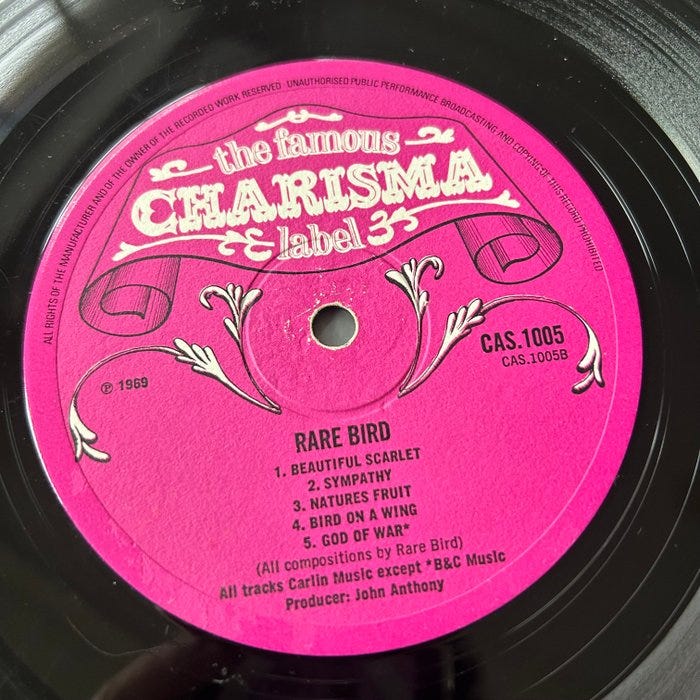 ALL RIGHTS OF THE MANUFACTURER AND OF THE OWNER OF THE RECORDED WORK RESERVED UNAUTHORISED PUBLIC PERFORMANCE BROADCASTING AND COPYING OF THIS RECORD PROHIBITED
the famous
CHARISMA
label
CAS.1005
CAS.1005B
℗ 1969
RARE BIRD
1. BEAUTIFUL SCARLET
2. SYMPATHY
3. NATURES FRUIT
4. BIRD ON A WING
5. GOD OF WAR*
(All compositions by Rare Bird)
All tracks Carlin Music except *B&C Music
Producer: John Anthony